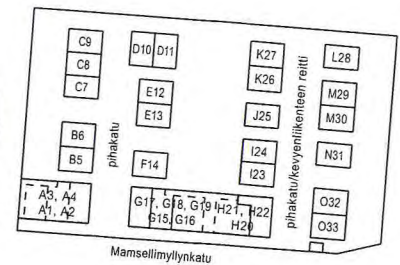 C9
C8
C7
D10 D11
E12
E13
K27
K26
L28
M29
M30
J25
B6
B5
F14
I24
I23
N31
A3, A4
A1, A2
G17, G18, G19
G15, G16
H21, H22
H20
O32
O33
pihakatu
pihakatu/kevyenliikenteen reitti
Mamsellimyllynkatu